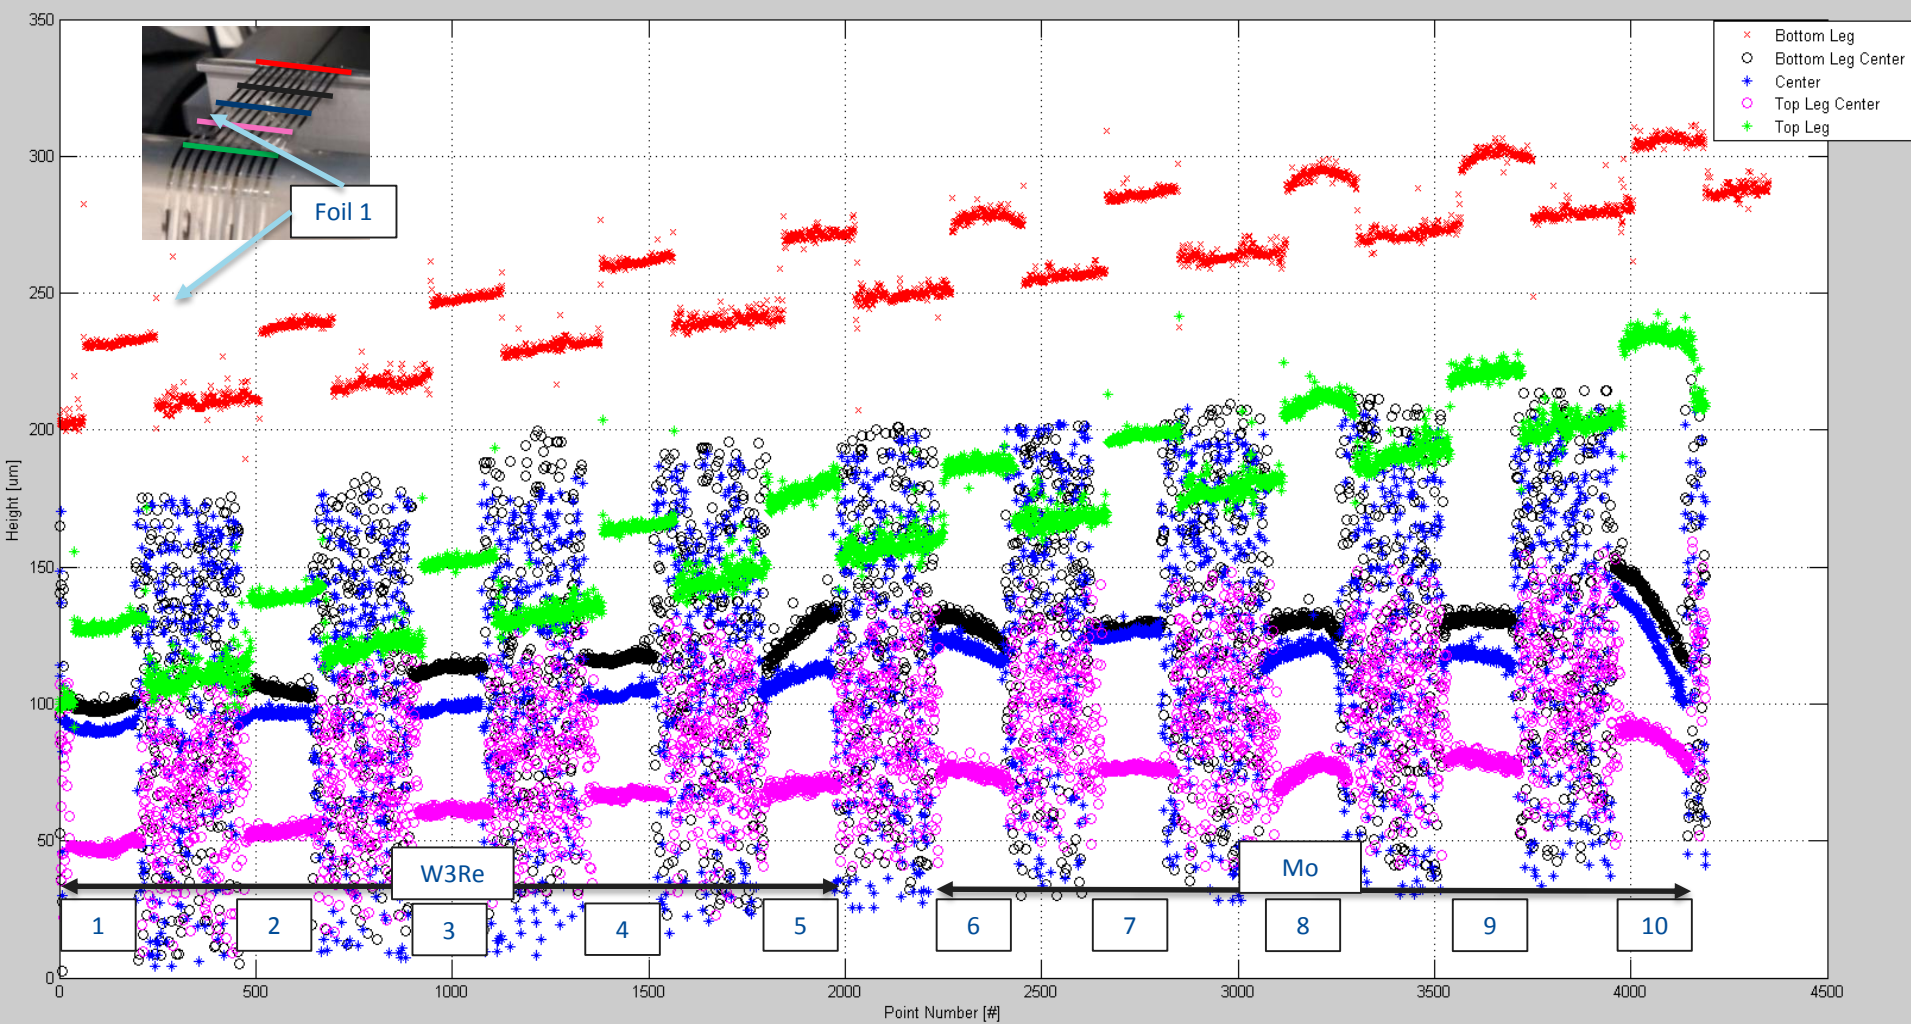 350
300
250
200
150
100
50
0
Height [um]
Foil 1
Bottom Leg
Bottom Leg Center
Center
Top Leg Center
Top Leg
W3Re
Mo
1
2
3
4
5
6
7
8
9
10
0
500
1000
1500
2000
2500
3000
3500
4000
4500
Point Number [#]